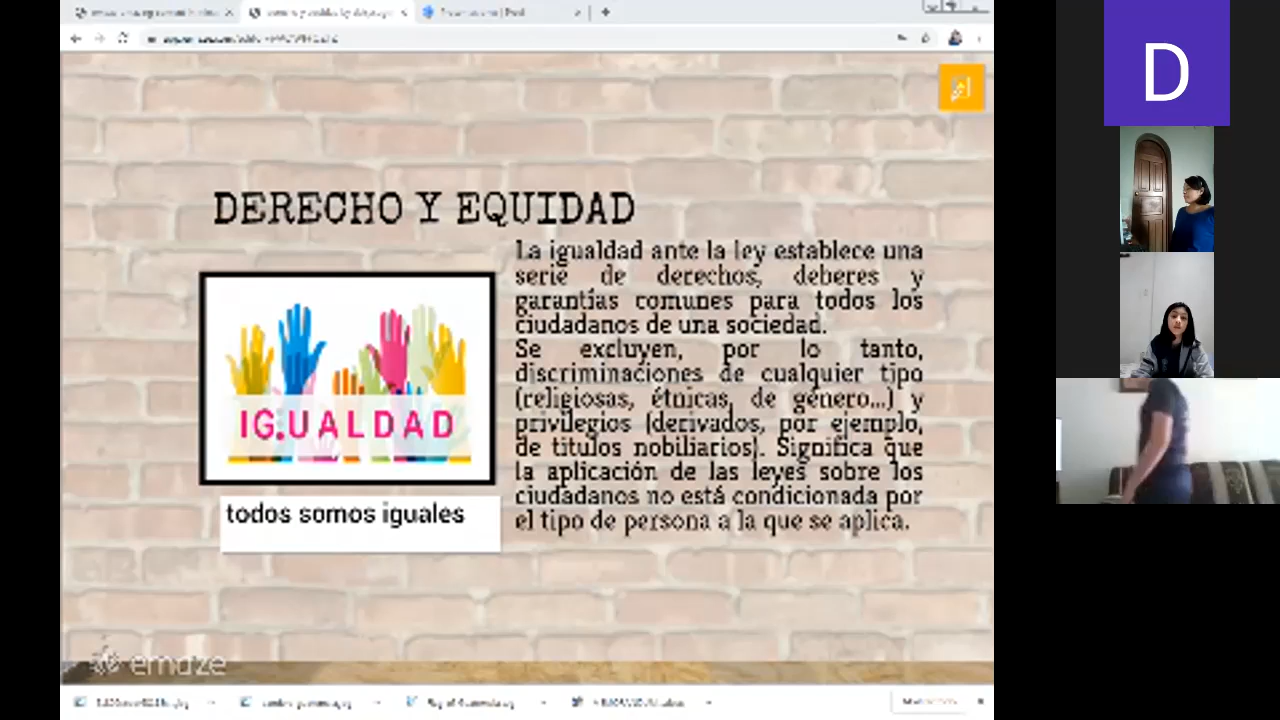 DERECHO Y EQUIDAD
La igualdad ante la ley establece una
serie de derechos, deberes y
garantías comunes para todos los
ciudadanos de una sociedad.
Se excluyen, por lo tanto,
discriminaciones de cualquier tipo
(religiosas, étnicas, de género...) y
privilegios (derivados, por ejemplo,
de titulos nobiliarios). Significa que
la aplicación de las leyes sobre los
ciudadanos no está condicionada por
el tipo de persona a la que se aplica.
IGUALDAD
todos somos iguales
emaze
D